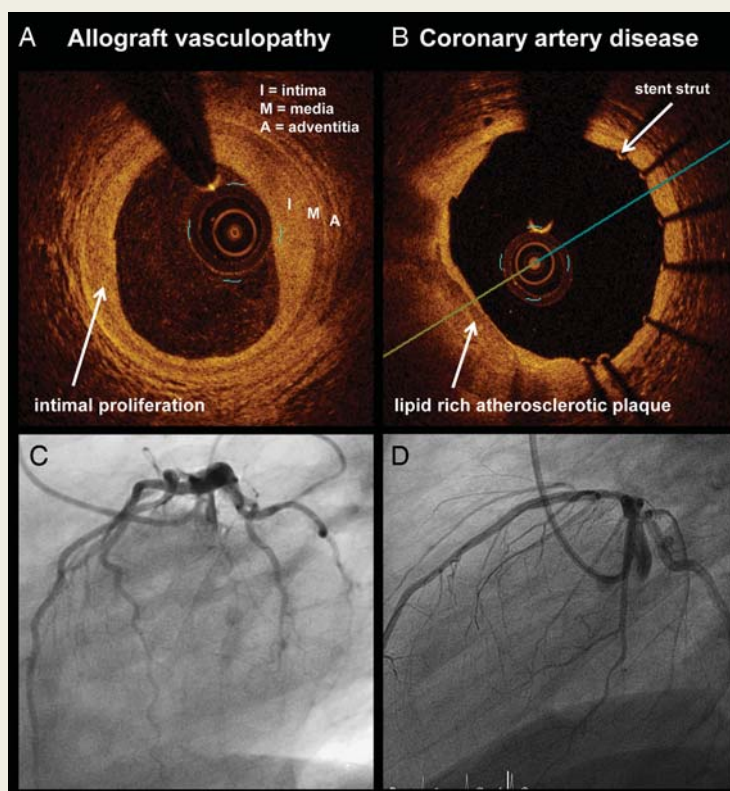 A Allograft vasculopathy
B Coronary artery disease
I = intima
M = media
A = adventitia
I
M
A
intimal proliferation
stent strut
lipid rich atherosclerotic plaque
C
D